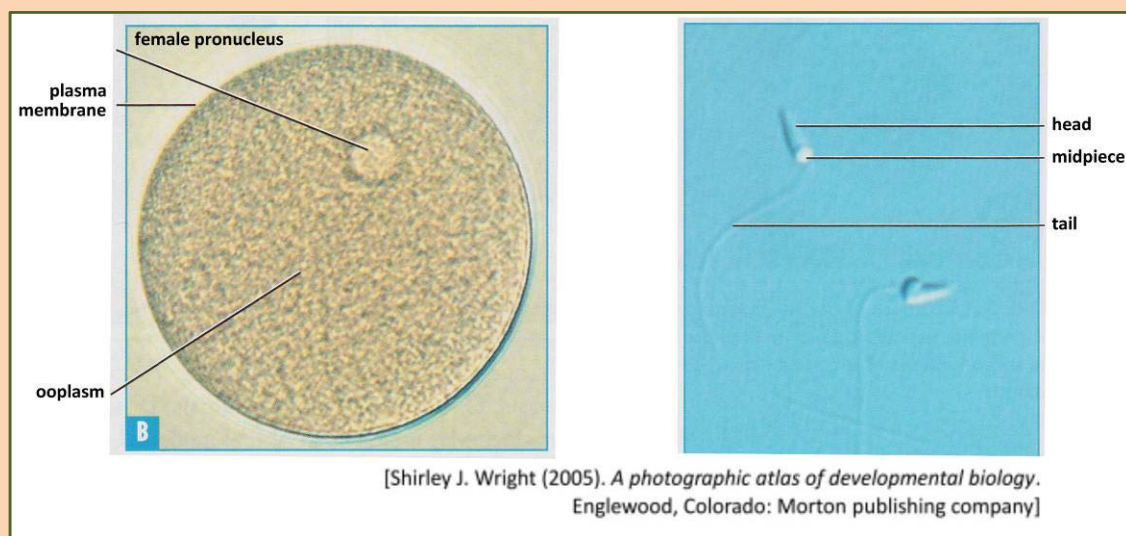 female pronucleus
plasma
membrane
ooplasm
B
head
midpiece
tail
[Shirley J. Wright (2005). A photographic atlas of developmental biology.
Englewood, Colorado: Morton publishing company]